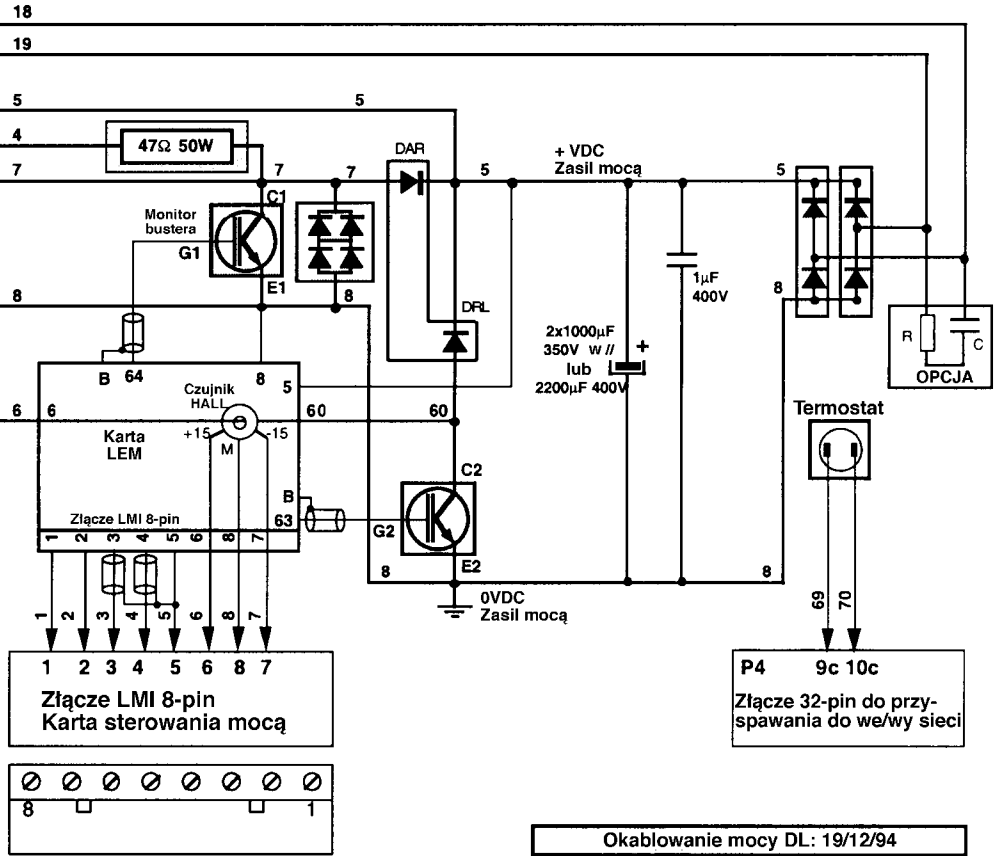 18
19
5 5
4 47Ω 50W
DAR
+ VDC
Zasil mocą
7 7 7 5 5
C1
Monitor
bustera
G1
E1
1µF
400V
8 8 8
DRL
2x1000µF
350V w //
lub
2200µF 400V
+
R C
OPCJA
B 64 8 5
Czujnik
HALL
6 6 60 60
+15 -15
M
Karta
LEM
Termostat
C2
B
63
G2
E2
Złącze LMI 8-pin
1 2 3 4 5 6 8 7
8 8
0VDC
Zasil mocą
1 2 3 4 5 6 8 7
69 70
1 2 3 4 5 6 8 7
Złącze LMI 8-pin
Karta sterowania mocą
P4 9c 10c
Złącze 32-pin do przy-
spawania do we/wy sieci
8 1
Okablowanie mocy DL: 19/12/94